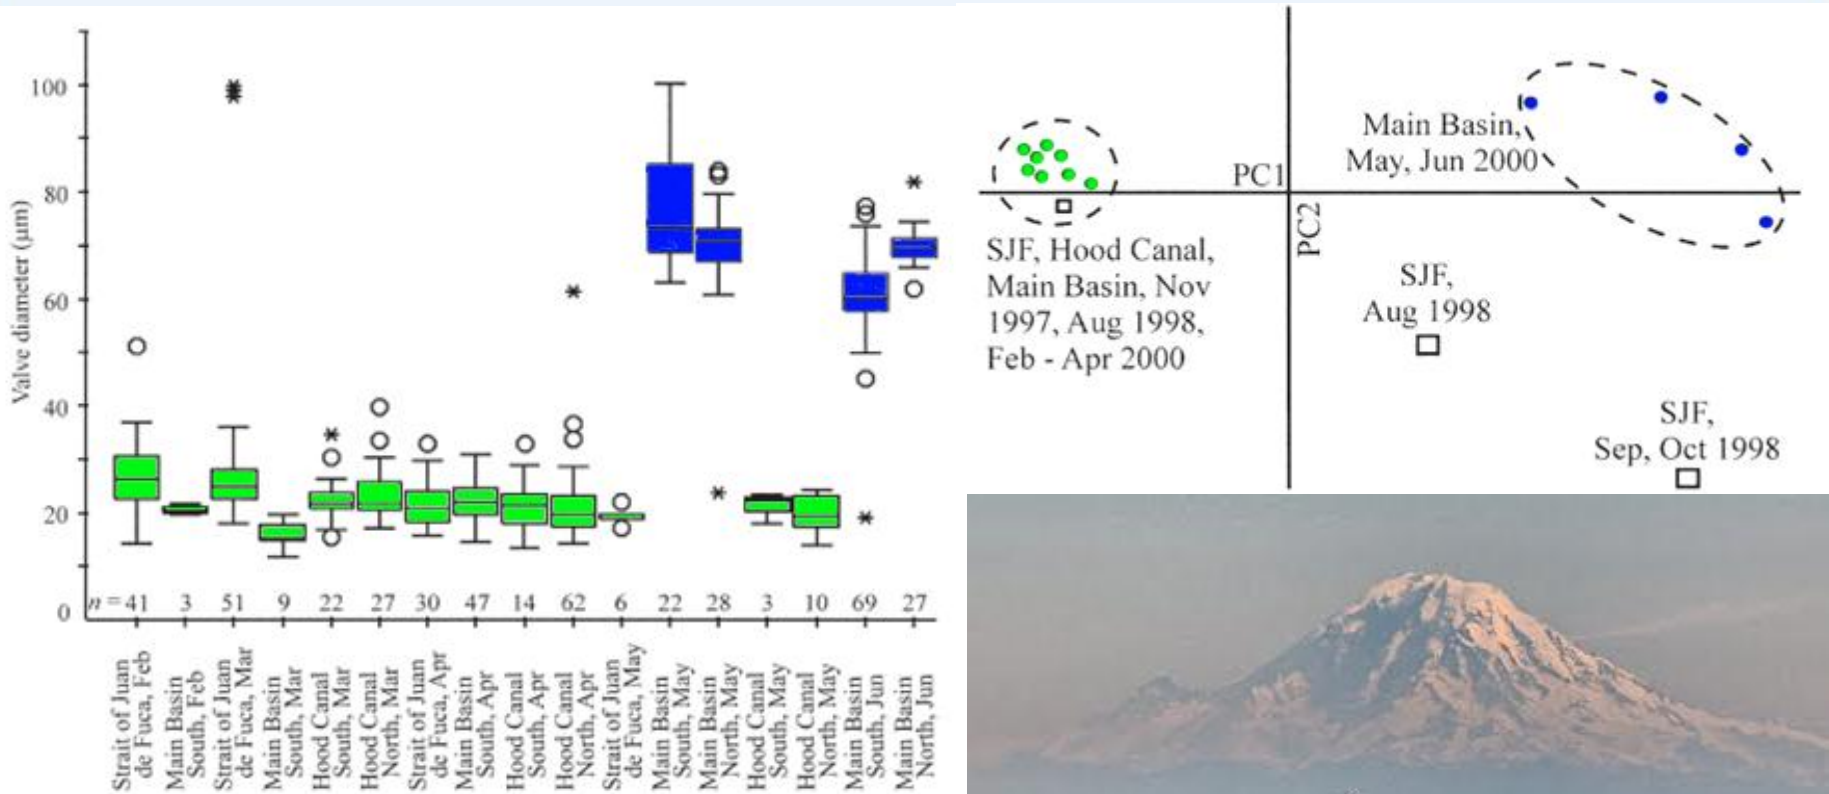 Valve diameter (μm)
100
80
60
40
20
0
n = 41 3 51 9 22 27 30 47 14 62 6 22 28 3 10 69 27
Strait of Juan
de Fuca, Feb
Main Basin
South, Feb
Strait of Juan
de Fuca, Mar
Main Basin
South, Mar
Hood Canal
South, Mar
Hood Canal
North, Mar
Strait of Juan
de Fuca, Apr
Main Basin
South, Apr
Hood Canal
South, Apr
Hood Canal
North, Apr
Strait of Juan
de Fuca, May
Main Basin
South, May
Main Basin
North, May
Hood Canal
South, May
Hood Canal
North, May
Main Basin
South, Jun
Main Basin
North, Jun
Main Basin,
May, Jun 2000
PC1
PC2
SJF, Hood Canal,
Main Basin, Nov
1997, Aug 1998,
Feb - Apr 2000
SJF,
Aug 1998
SJF,
Sep, Oct 1998